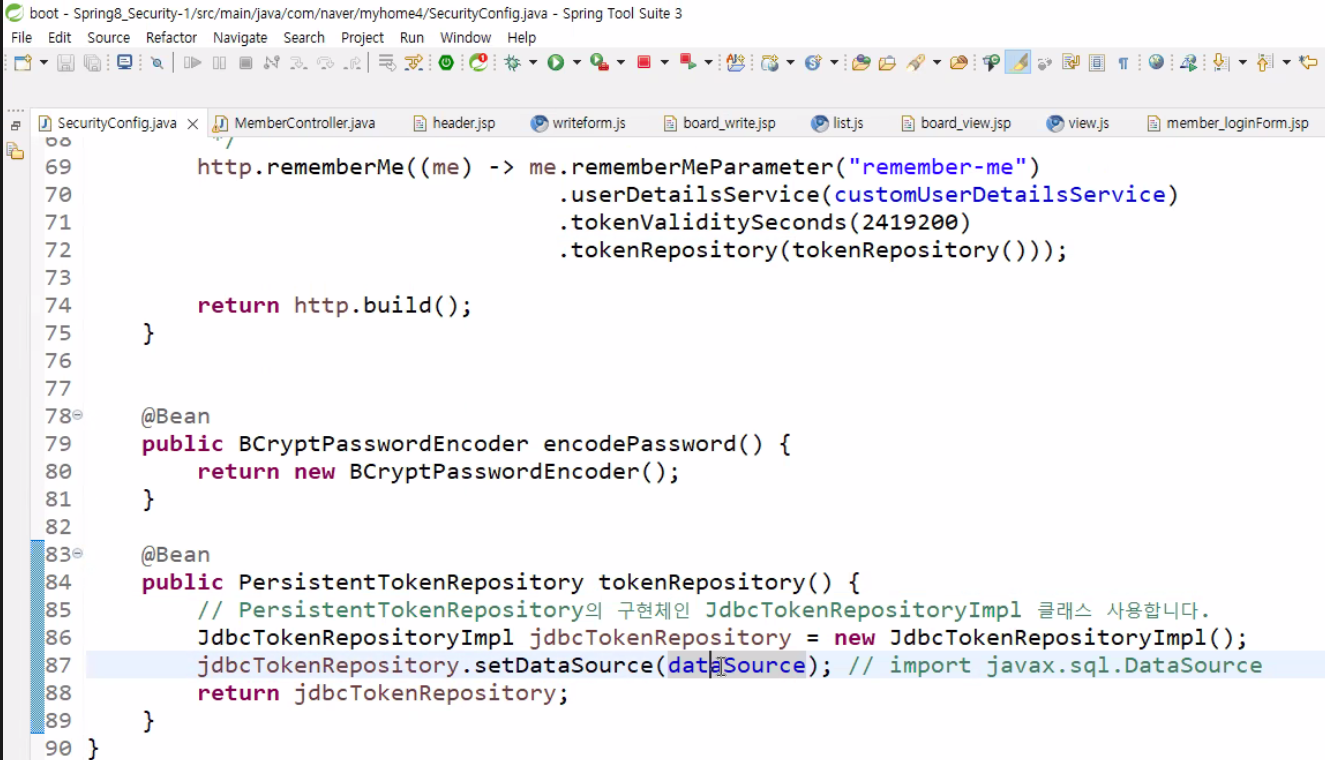 boot - Spring8_Security-1/src/main/java/com/naver/myhome4/SecurityConfig.java - Spring Tool Suite 3
File Edit Source Refactor Navigate Search Project Run Window Help
SecurityConfig.java MemberController.java header.jsp writeform.js board_write.jsp list.js board_view.jsp view.js member_loginForm.jsp
68 */
69 http.rememberMe((me) -> me.rememberMeParameter("remember-me")
70 .userDetailsService(customUserDetailsService)
71 .tokenValiditySeconds(2419200)
72 .tokenRepository(tokenRepository()));
73
74 return http.build();
75 }
76
77
78 @Bean
79 public BCryptPasswordEncoder encodePassword() {
80 return new BCryptPasswordEncoder();
81 }
82
83 @Bean
84 public PersistentTokenRepository tokenRepository() {
85 // PersistentTokenRepository의 구현체인 JdbcTokenRepositoryImpl 클래스 사용합니다.
86 JdbcTokenRepositoryImpl jdbcTokenRepository = new JdbcTokenRepositoryImpl();
87 jdbcTokenRepository.setDataSource(dataSource); // import javax.sql.DataSource
88 return jdbcTokenRepository;
89 }
90 }